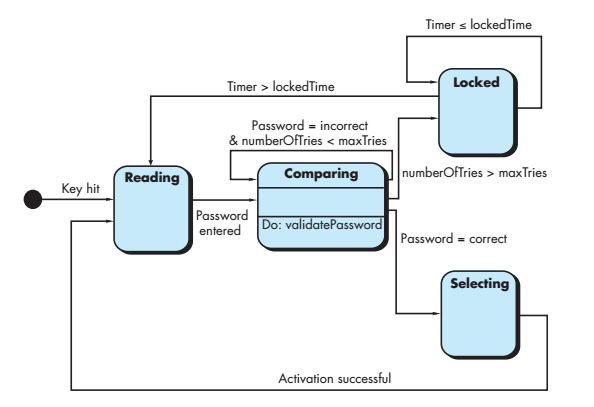 Timer ≤ lockedTime
Locked
Timer > lockedTime
Password = incorrect
& numberOfTries < maxTries
Reading
Comparing
numberOfTries > maxTries
Key hit
Password
entered
Do: validatePassword
Password = correct
Selecting
Activation successful